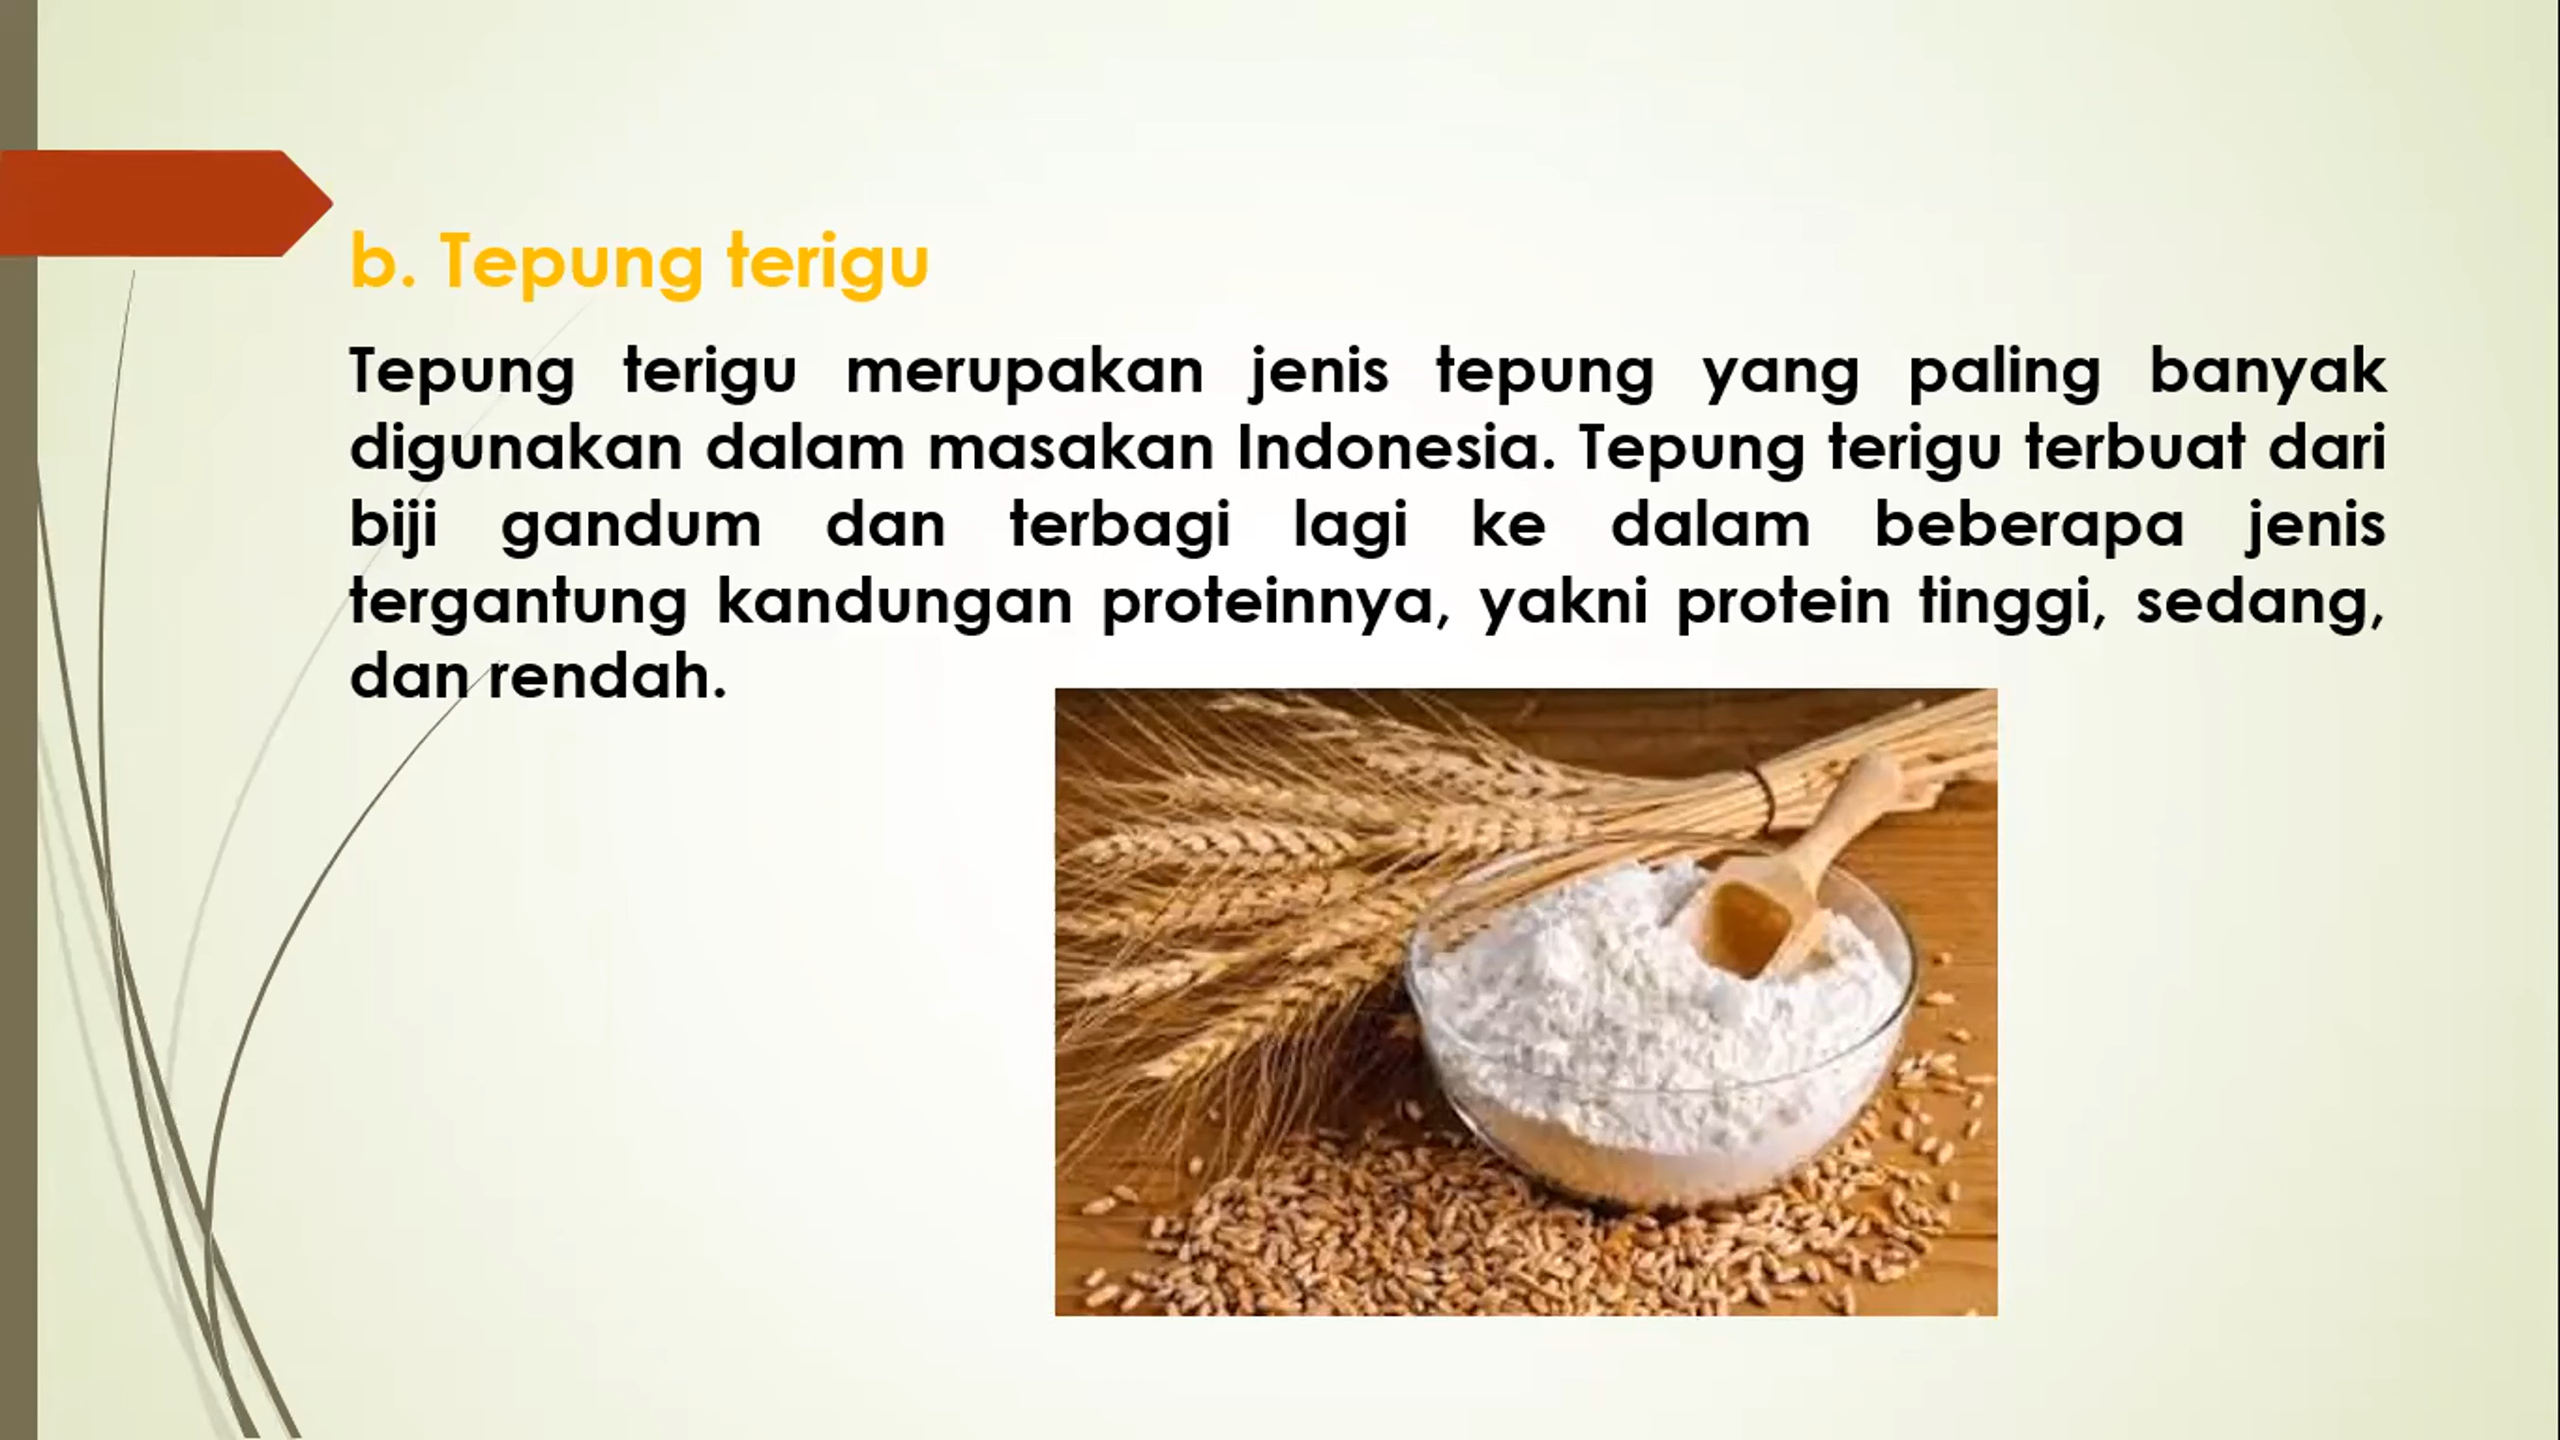 b. Tepung terigu
Tepung terigu merupakan jenis tepung yang paling banyak
digunakan dalam masakan Indonesia. Tepung terigu terbuat dari
biji gandum dan terbagi lagi ke dalam beberapa jenis
tergantung kandungan proteinnya, yakni protein tinggi, sedang,
dan rendah.